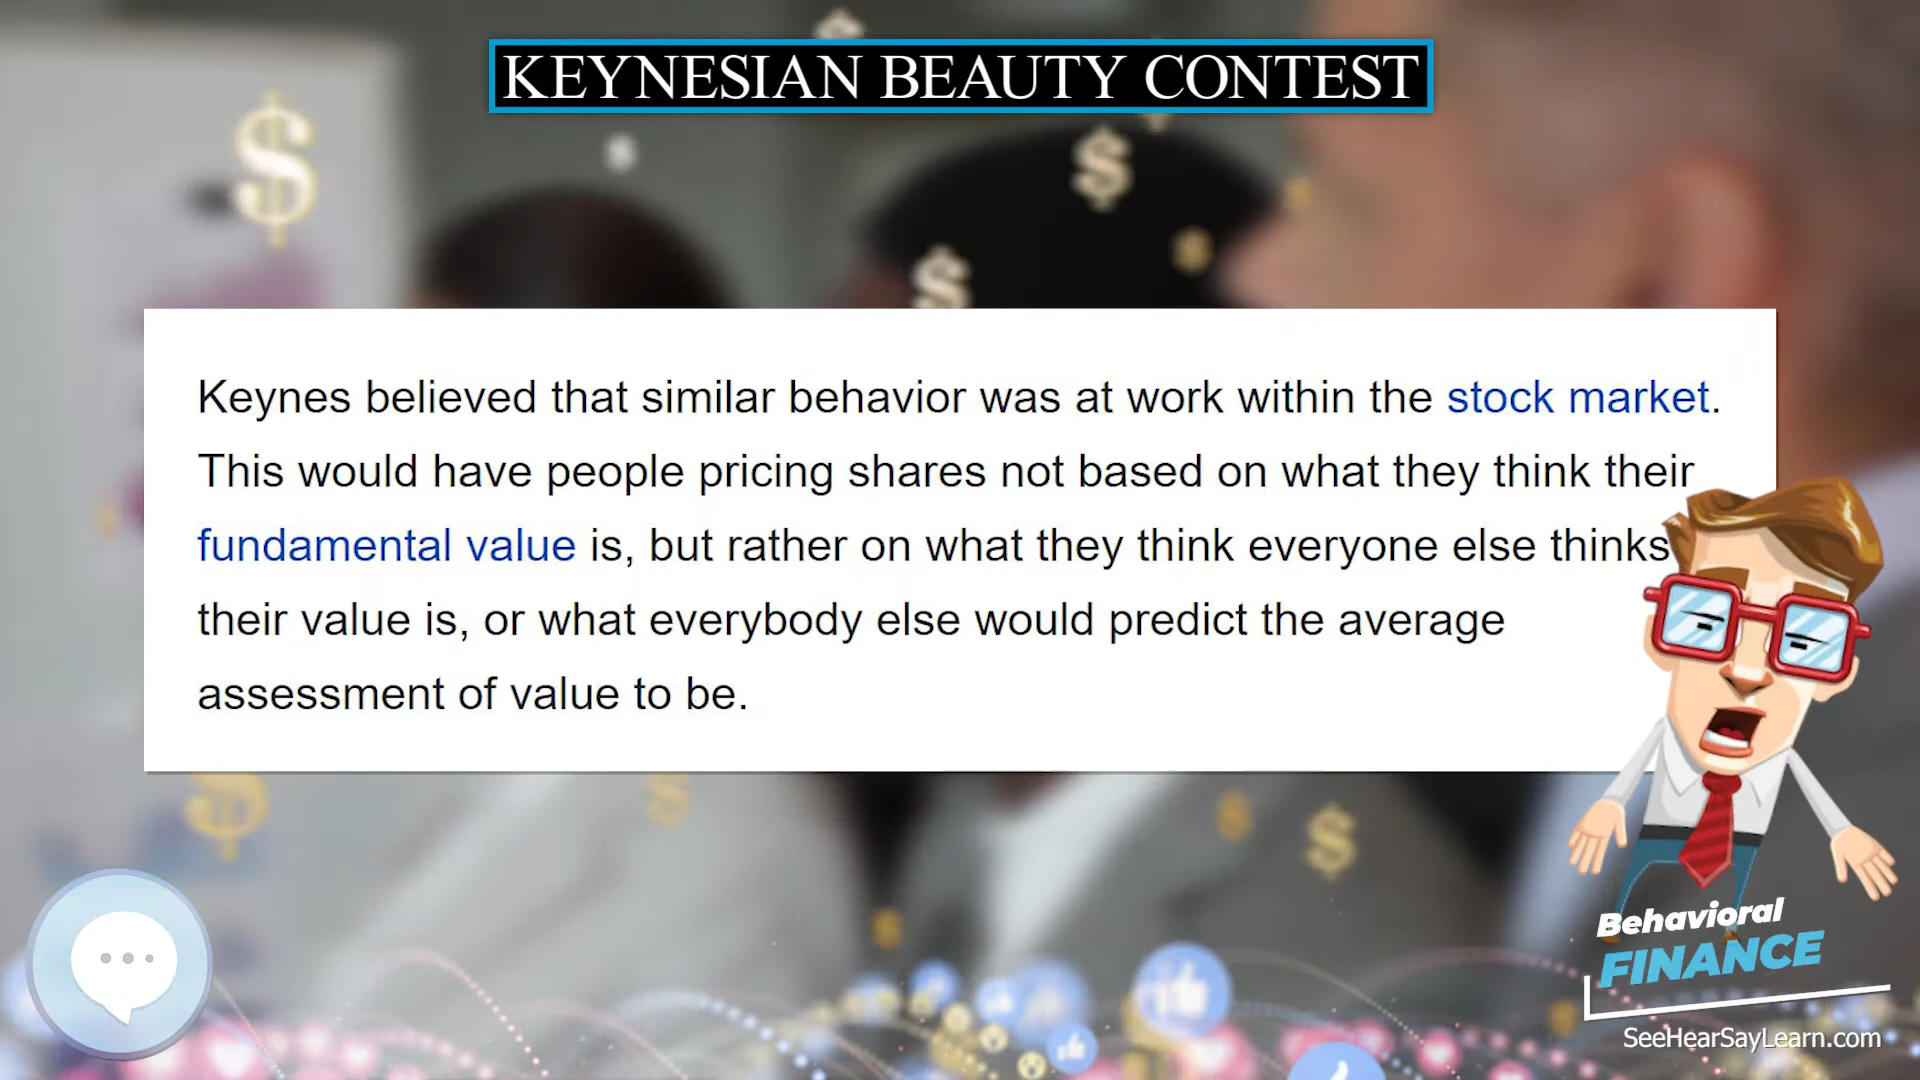 KEYNESIAN BEAUTY CONTEST
Keynes believed that similar behavior was at work within the stock market.
This would have people pricing shares not based on what they think their
fundamental value is, but rather on what they think everyone else thinks
their value is, or what everybody else would predict the average
assessment of value to be.
Behavioral
FINANCE
SeeHearSayLearn.com